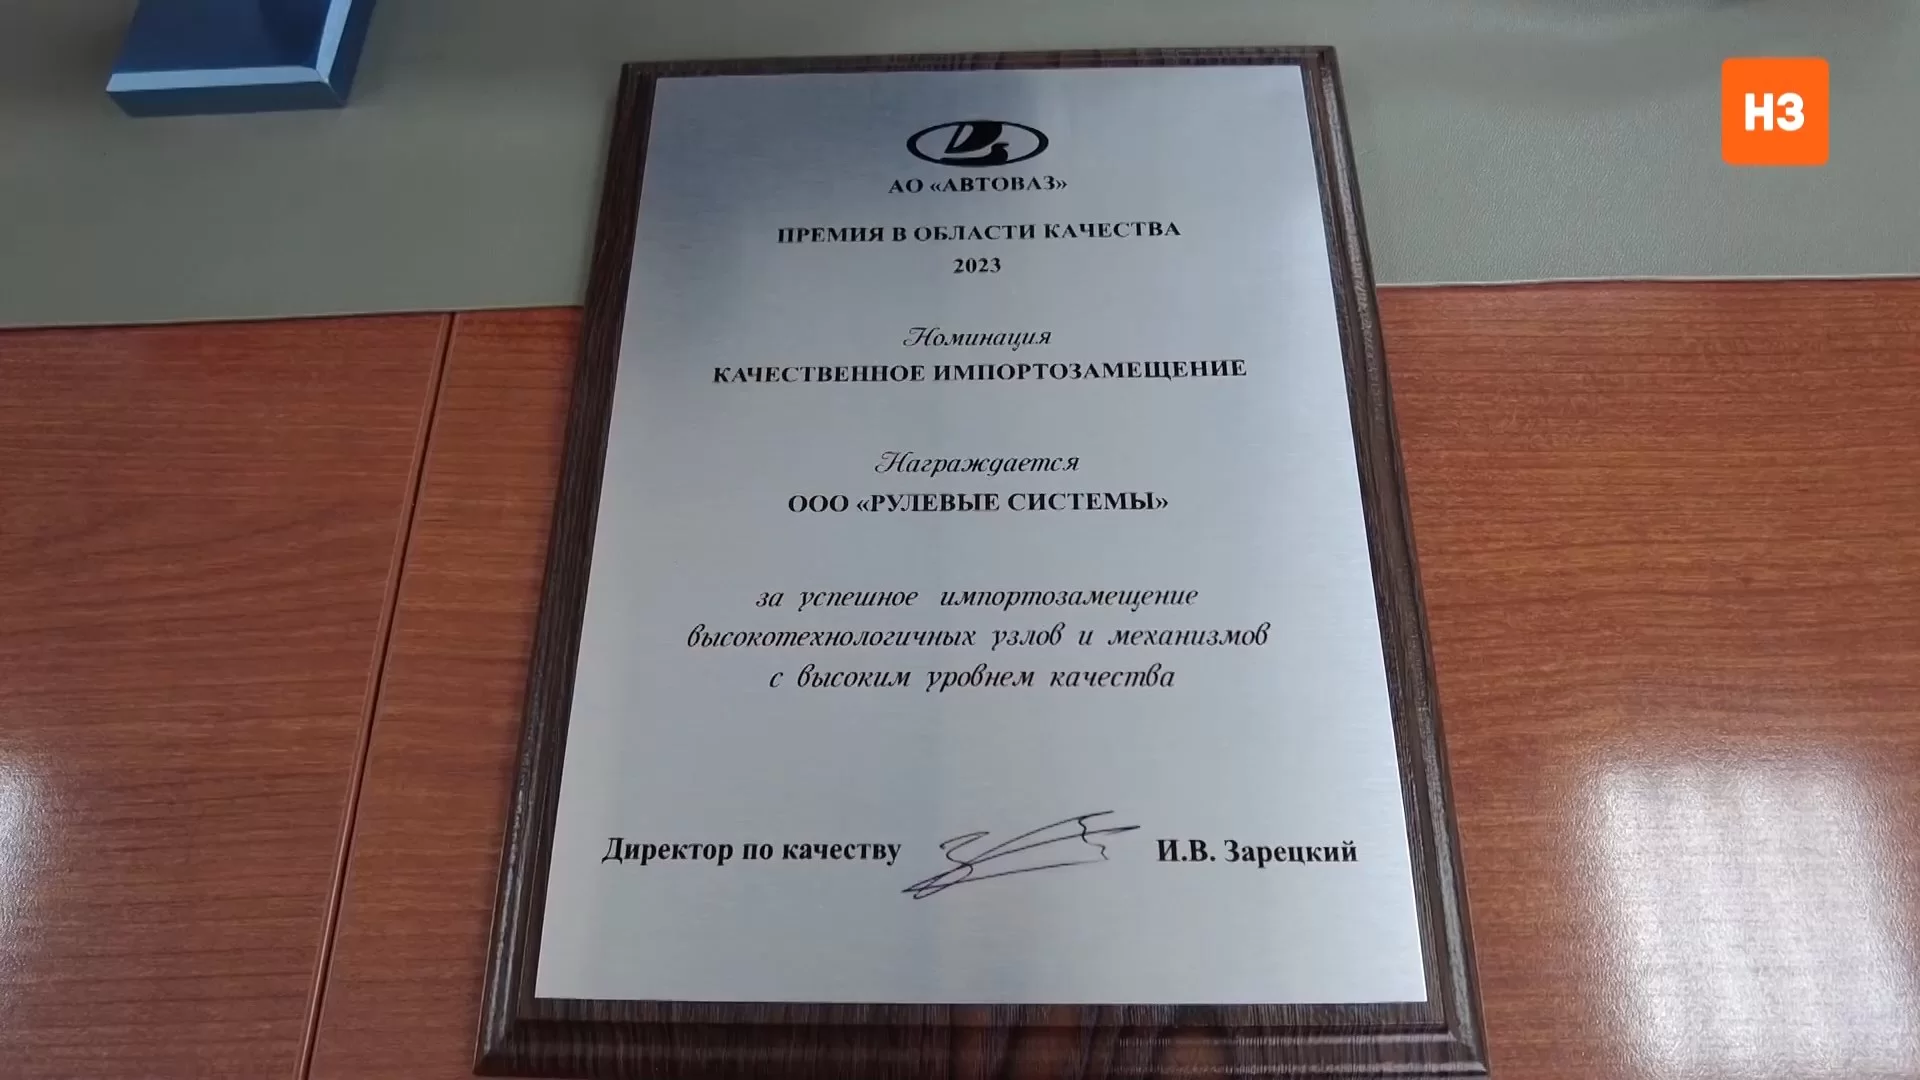 НЗ
АО «АВТОВАЗ»
ПРЕМИЯ В ОБЛАСТИ КАЧЕСТВА
2023
Номинация
КАЧЕСТВЕННОЕ ИМПОРТОЗАМЕЩЕНИЕ
Награждается
ООО «РУЛЕВЫЕ СИСТЕМЫ»
за успешное импортозамещение
высокотехнологичных узлов и механизмов
с высоким уровнем качества
Директор по качеству И.В. Зарецкий